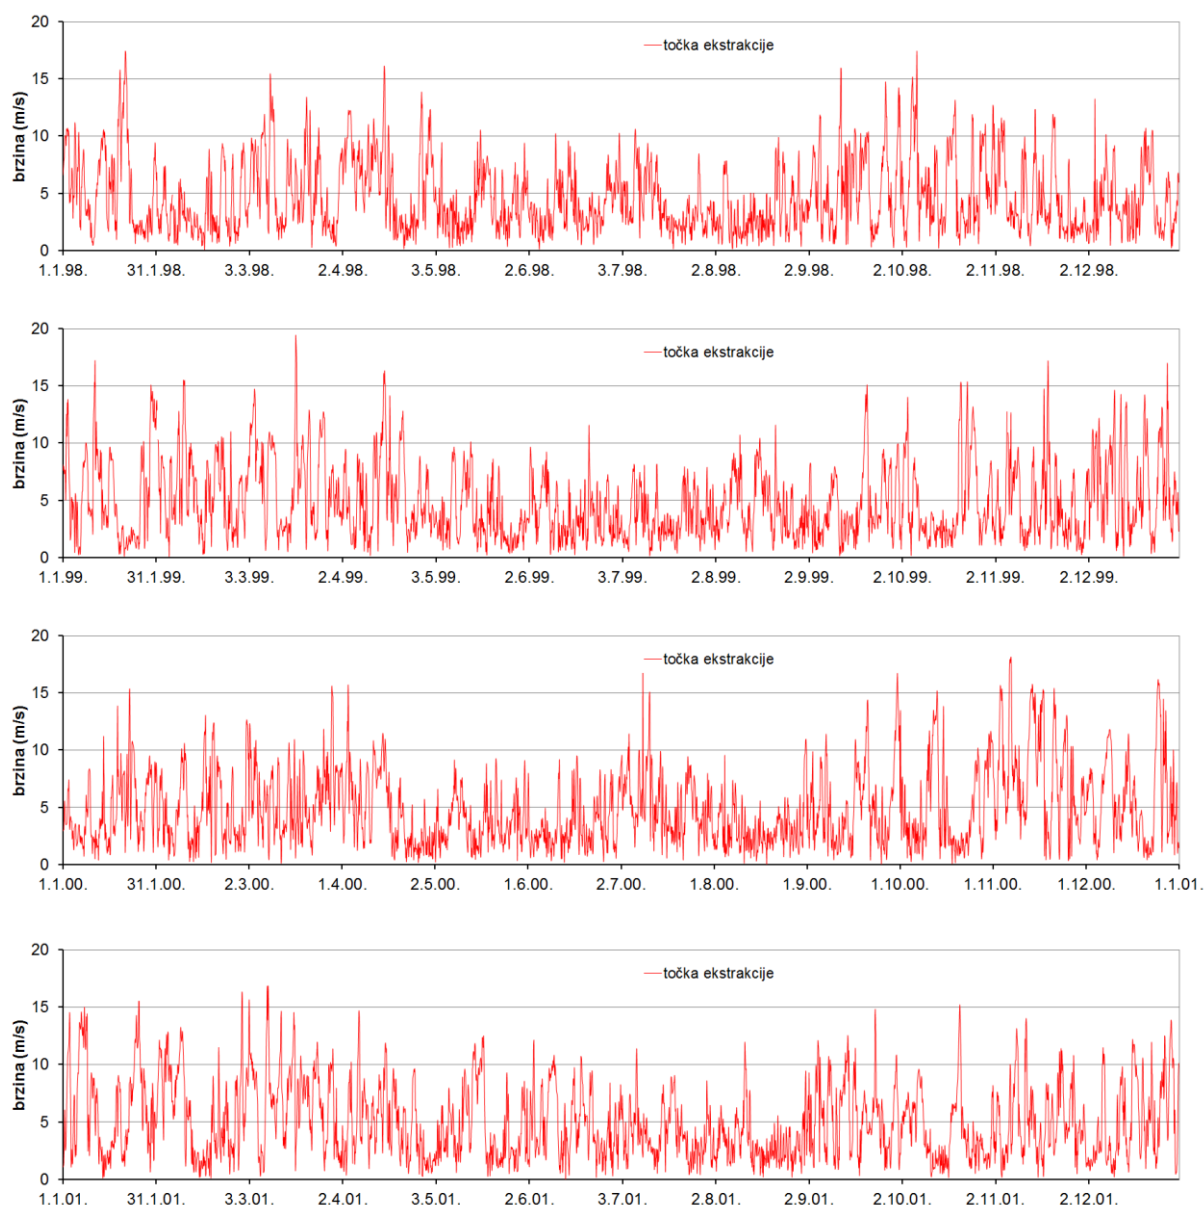 20
točka ekstrakcije
15
brzina (m/s)
10
5
0
1.1.98. 31.1.98. 3.3.98. 2.4.98. 3.5.98. 2.6.98. 3.7.98. 2.8.98. 2.9.98. 2.10.98. 2.11.98. 2.12.98.
20
točka ekstrakcije
15
brzina (m/s)
10
5
0
1.1.99. 31.1.99. 3.3.99. 2.4.99. 3.5.99. 2.6.99. 3.7.99. 2.8.99. 2.9.99. 2.10.99. 2.11.99. 2.12.99.
20
točka ekstrakcije
15
brzina (m/s)
10
5
0
1.1.00. 31.1.00. 2.3.00. 1.4.00. 2.5.00. 1.6.00. 2.7.00. 1.8.00. 1.9.00. 1.10.00. 1.11.00. 1.12.00. 1.1.01.
20
točka ekstrakcije
15
brzina (m/s)
10
5
0
1.1.01. 31.1.01. 3.3.01. 2.4.01. 3.5.01. 2.6.01. 3.7.01. 2.8.01. 2.9.01. 2.10.01. 2.11.01. 2.12.01.